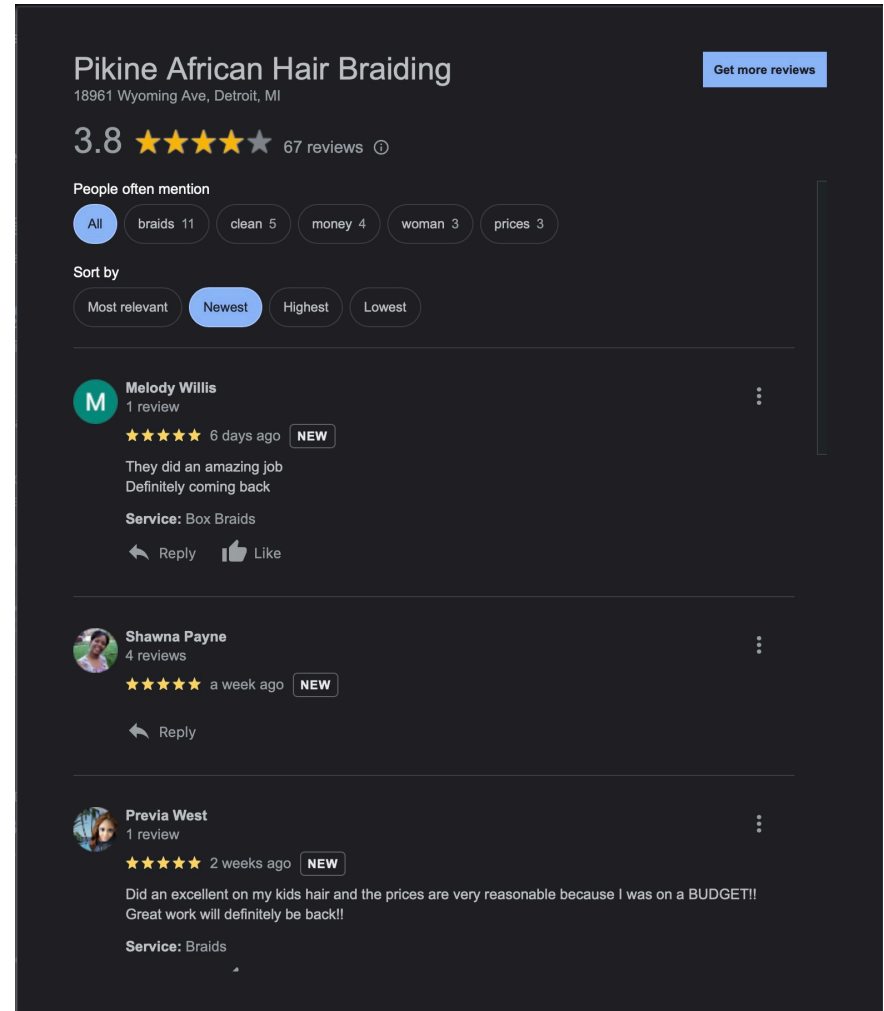 Pikine African Hair Braiding
Get more reviews
18961 Wyoming Ave, Detroit, MI
3.8 67 reviews
People often mention
All braids 11 clean 5 money 4 woman 3 prices 3
Sort by
Most relevant Newest Highest Lowest
M
Melody Willis
1 review
6 days ago NEW
They did an amazing job
Definitely coming back
Service: Box Braids
Reply Like
Shawna Payne
4 reviews
a week ago NEW
Reply
Previa West
1 review
2 weeks ago NEW
Did an excellent on my kids hair and the prices are very reasonable because I was on a BUDGET!!
Great work will definitely be back!!
Service: Braids